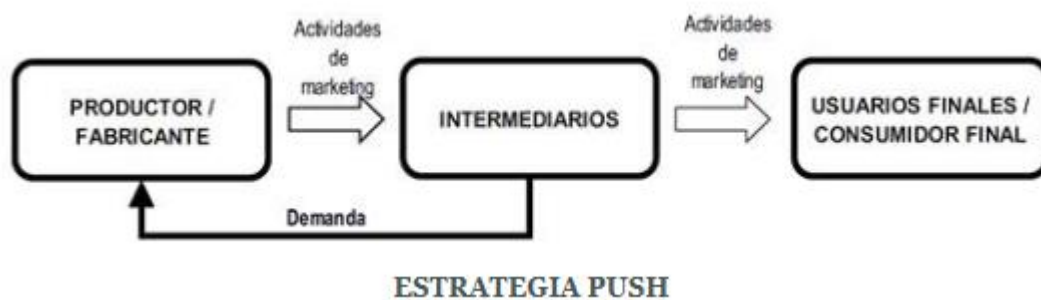 Actividades
de
marketing
Actividades
de
marketing
PRODUCTOR /
FABRICANTE
INTERMEDIARIOS
USUARIOS FINALES /
CONSUMIDOR FINAL
Demanda
ESTRATEGIA PUSH